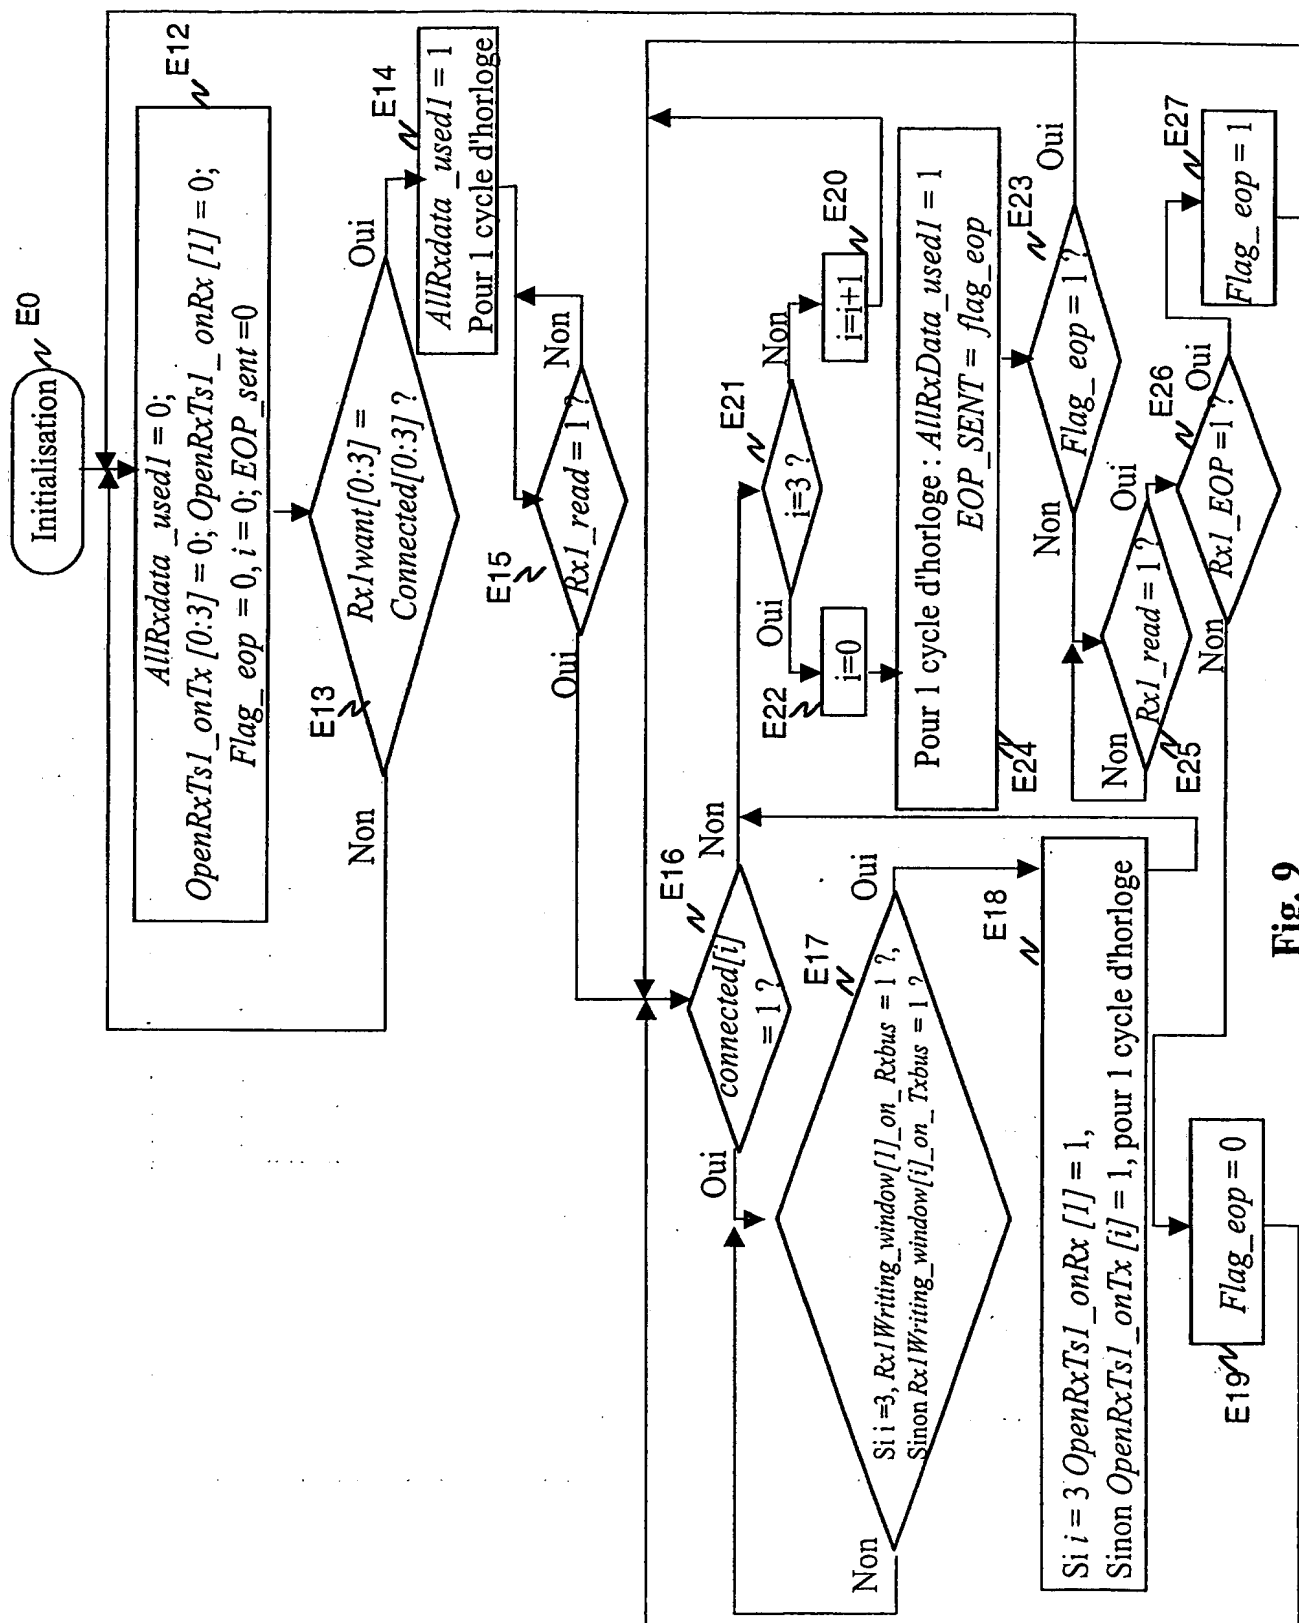 Initialisation
E0
AllRxdata_used1 = 0;
OpenRxTs1_onTx [0:3] = 0; OpenRxTs1_onRx [1] = 0;
Flag_eop = 0, i = 0; EOP_sent =0
E12
Rx1want[0:3] =
Connected[0:3] ?
E13
Non
Oui
AllRxdata_used1 = 1
Pour 1 cycle d'horloge
E14
Rx1_read = 1 ?
E15
Non
Oui
connected[i]
= 1 ?
E16
Oui
Non
Si i =3, Rx1Writing_window[1]_on_Rxbus = 1 ?,
Sinon Rx1Writing_window[i]_on_Txbus = 1 ?
E17
Non
Oui
Si i = 3 OpenRxTs1_onRx [1] = 1,
Sinon OpenRxTs1_onTx [i] = 1, pour 1 cycle d'horloge
E18
i=3 ?
E21
Oui
Non
i=0
E22
i=i+1
E20
Pour 1 cycle d'horloge : AllRxData_used1 = 1
EOP_SENT = flag_eop
E24
Flag_eop = 1 ?
E23
Non
Oui
Rx1_read = 1 ?
E25
Non
Oui
Rx1_EOP =1 ?
E26
Non
Oui
Flag_eop = 0
E19
Flag_eop = 1
E27
Fig. 9